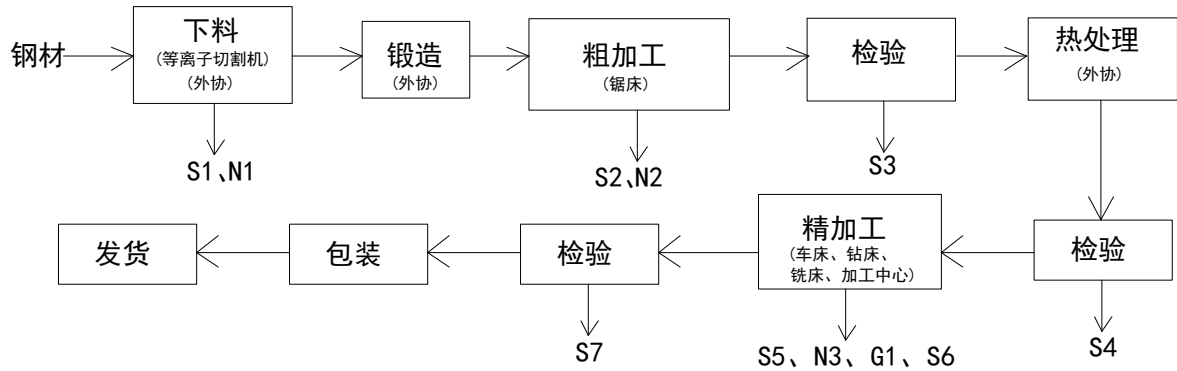 钢材
下料
(等离子切割机)
(外协)
锻造
(外协)
粗加工
(锯床)
检验
热处理
(外协)
S1、N1
S2、N2
S3
发货
包装
检验
精加工
(车床、钻床、
铣床、加工中心)
检验
S7
S5、N3、G1、S6
S4